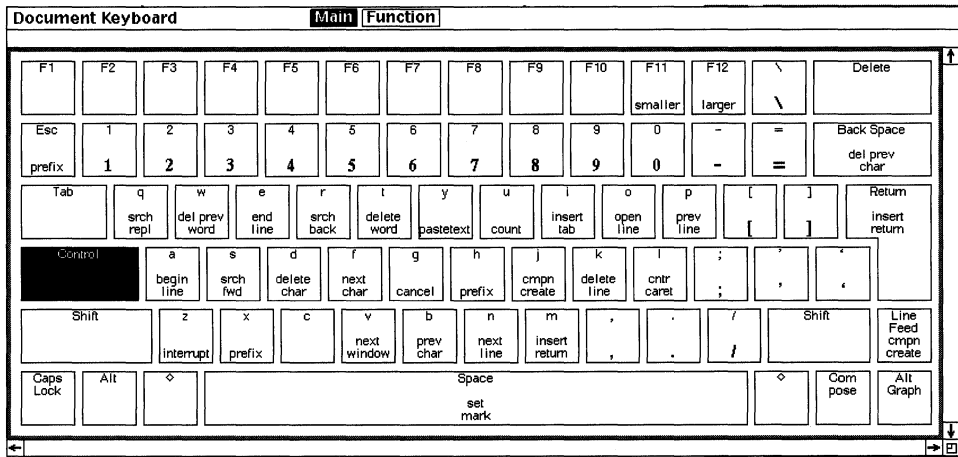 Document Keyboard Main Function
F1 F2 F3 F4 F5 F6 F7 F8 F9 F10 F11 F12 \ Delete
smaller larger \
Esc 1 2 3 4 5 6 7 8 9 0 - = Back Space
prefix 1 2 3 4 5 6 7 8 9 0 - = del prev
char
Tab q w e r t y u i o p [ ] Return
srch del prev end srch delete pastetext count insert open prev [ ] insert
repl word line back word tab line line return
Control a s d f g h j k l ; ' ‘
begin srch delete next cancel prefix cmpn delete cntr ; ' ‘
line fwd char char create line caret
Shift z x c v b n m , . / Shift Line
Feed
interrupt prefix next prev next insert , . / cmpn
window char line return create
Caps Alt ◇ Space ◇ Com Alt
Lock pose Graph
set
mark